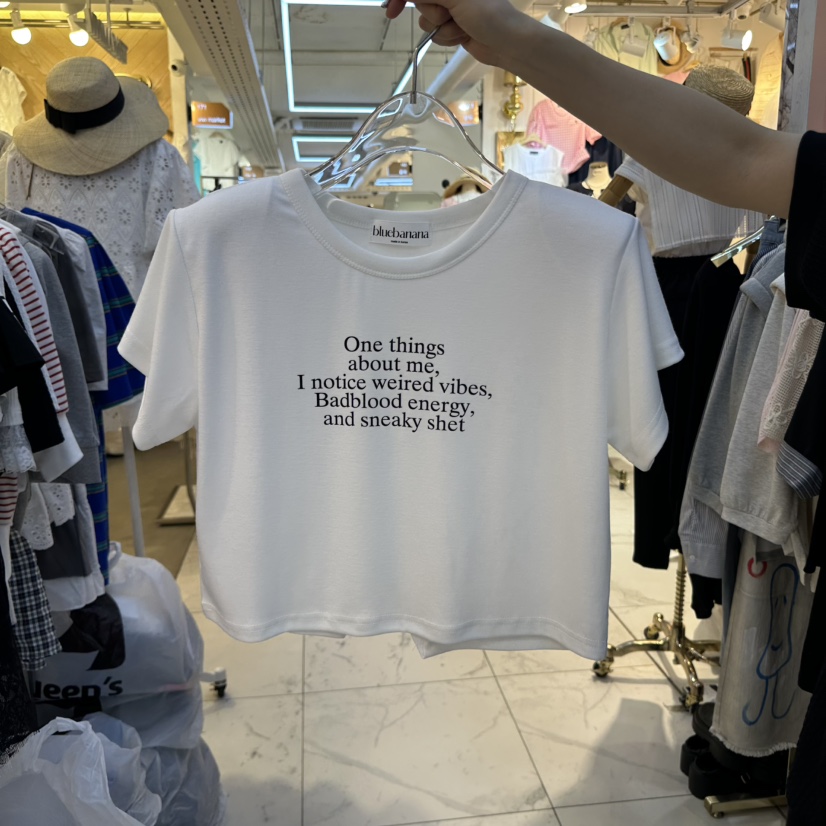 bluebanana
One things
about me,
I notice weired vibes,
Badblood energy,
and sneaky shet